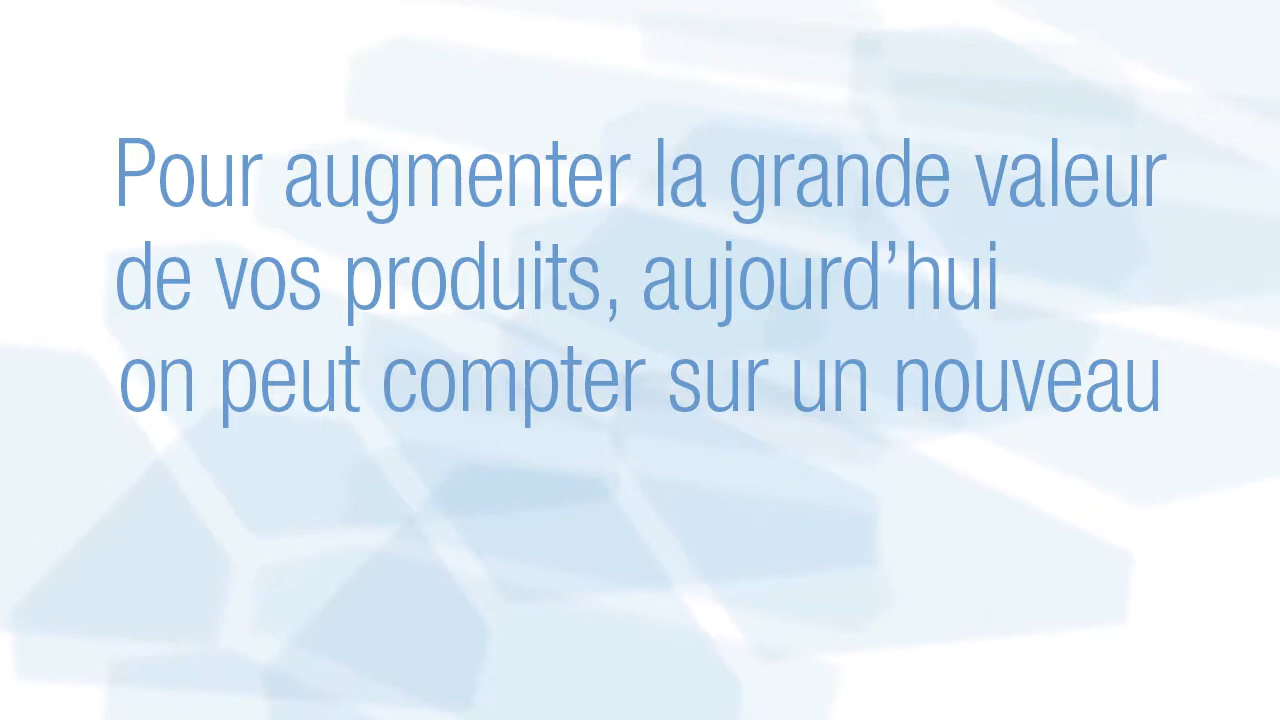 Pour augmenter la grande valeur
de vos produits, aujourd’hui
on peut compter sur un nouveau